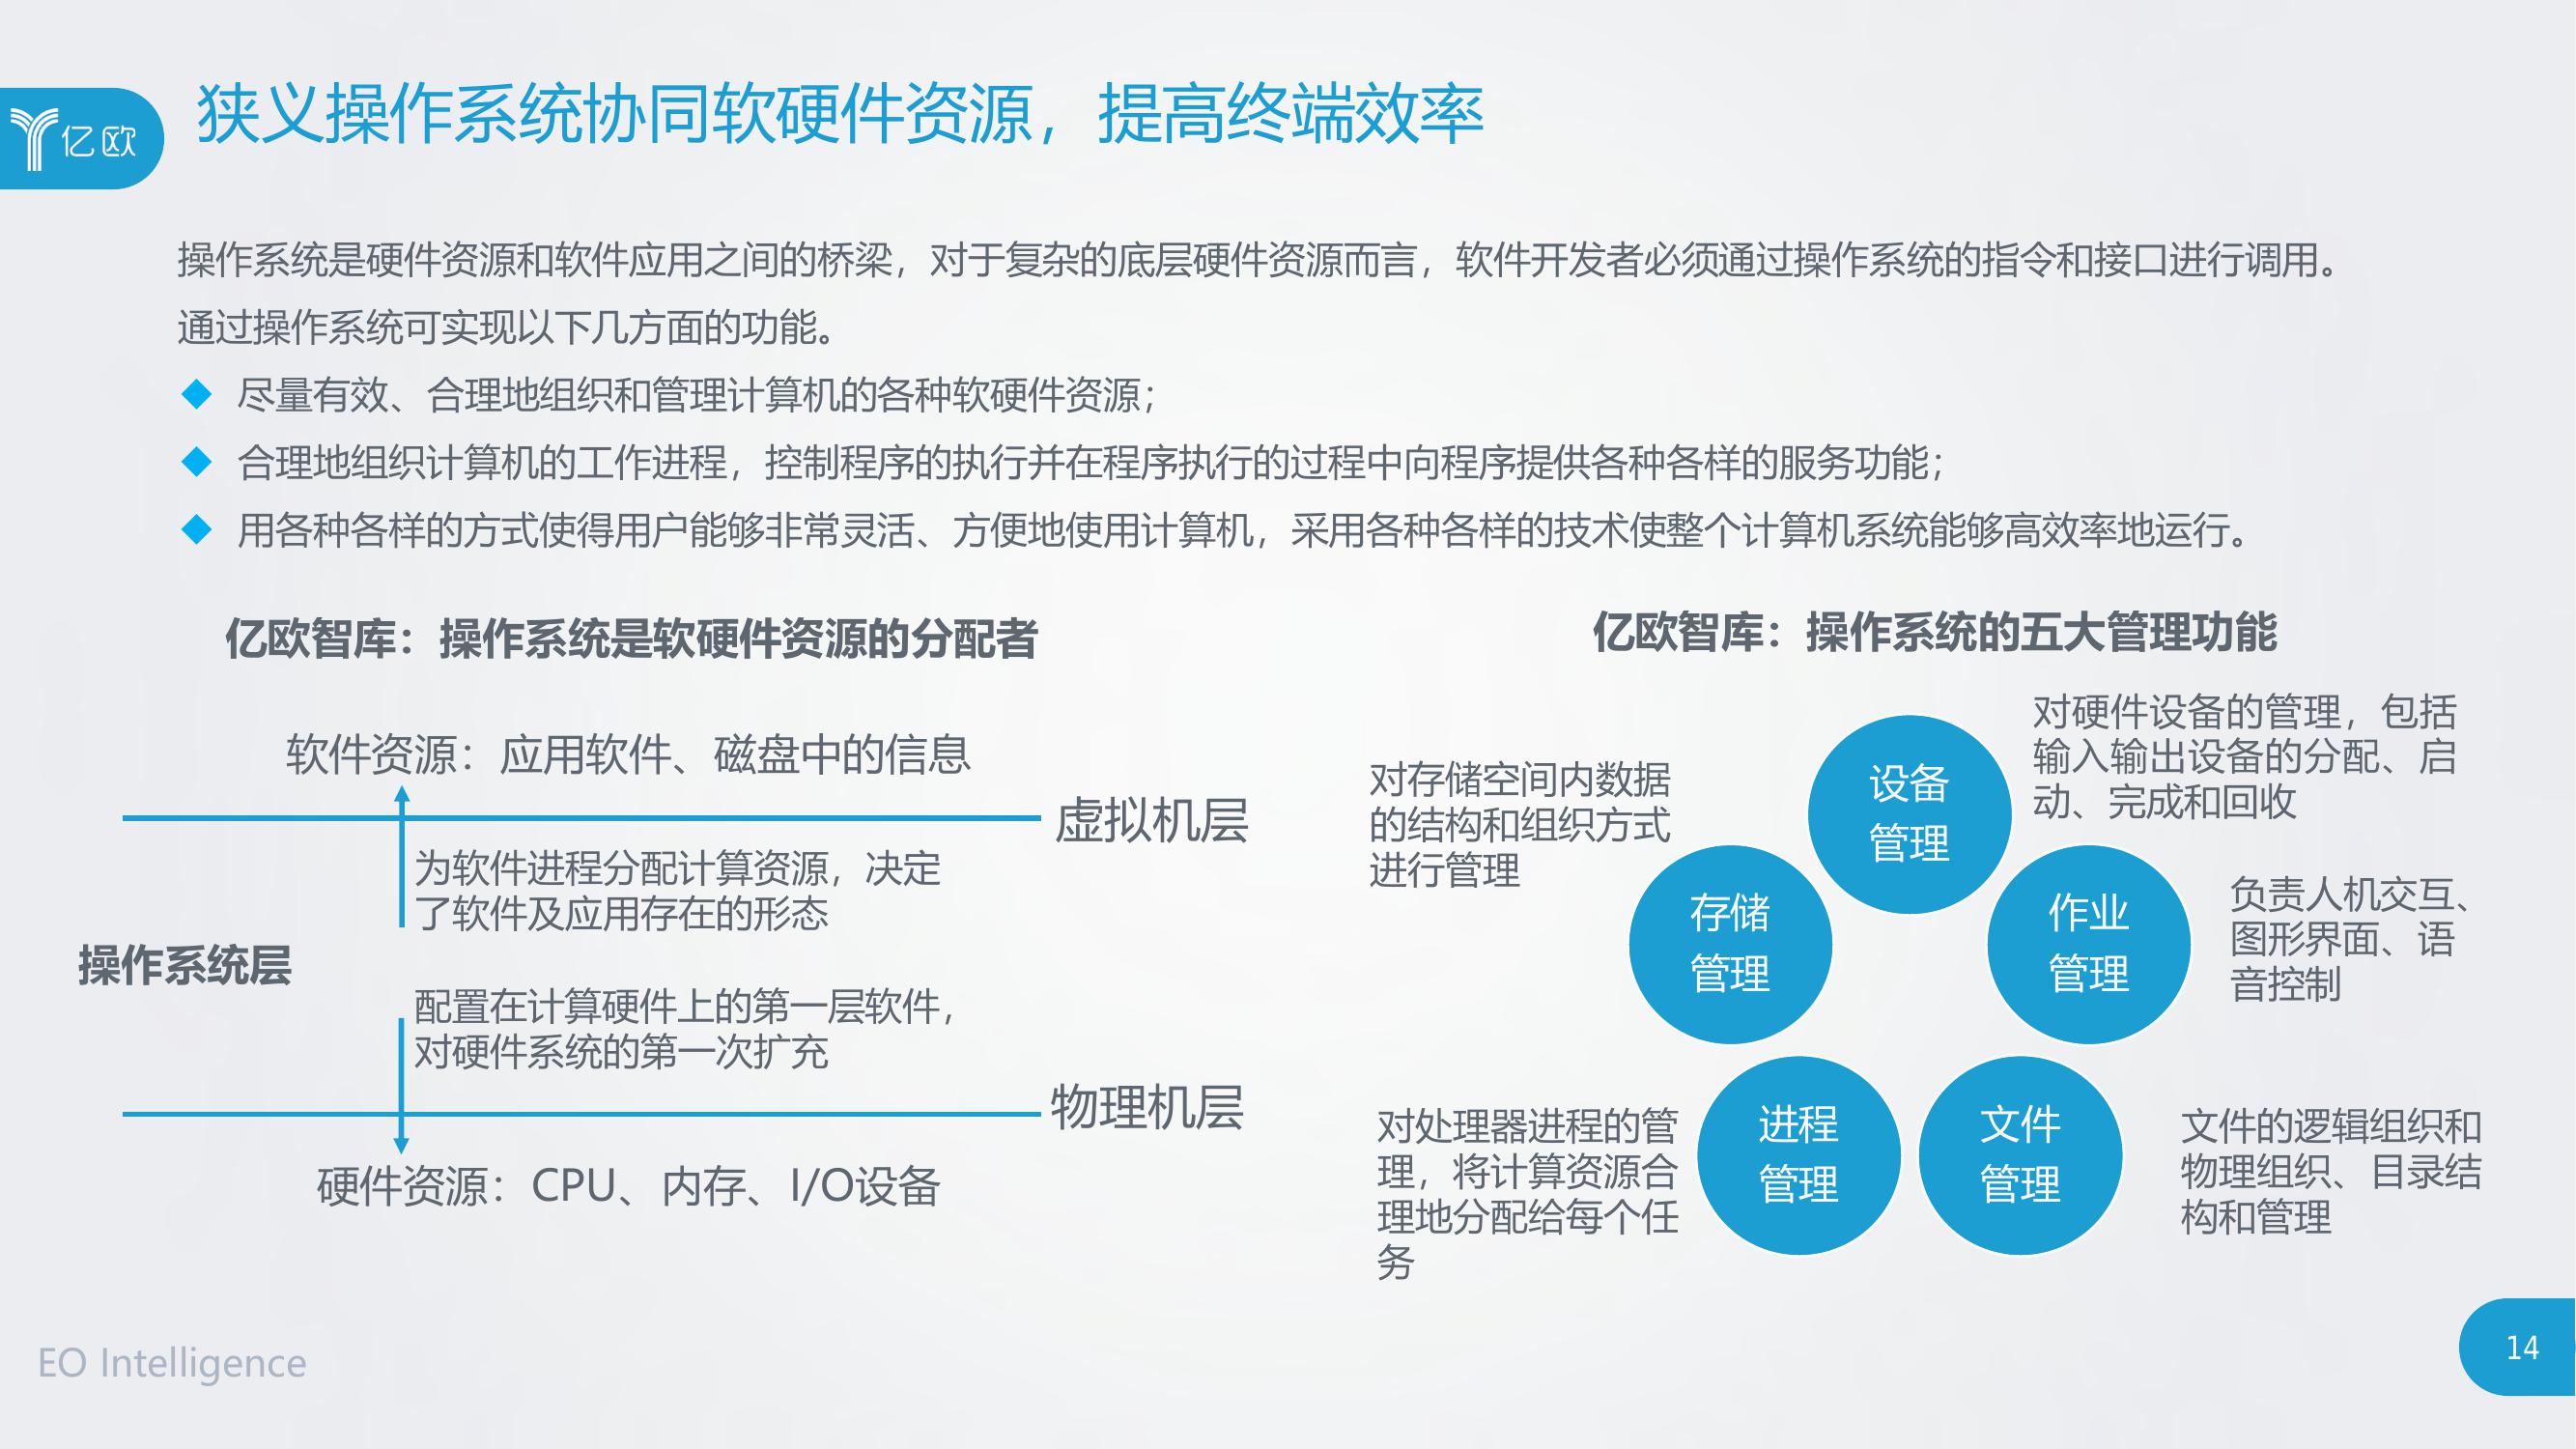 亿欧
狭义操作系统协同软硬件资源，提高终端效率
操作系统是硬件资源和软件应用之间的桥梁，对于复杂的底层硬件资源而言，软件开发者必须通过操作系统的指令和接口进行调用。
通过操作系统可实现以下几方面的功能。
◆ 尽量有效、合理地组织和管理计算机的各种软硬件资源；
◆ 合理地组织计算机的工作进程，控制程序的执行并在程序执行的过程中向程序提供各种各样的服务功能；
◆ 用各种各样的方式使得用户能够非常灵活、方便地使用计算机，采用各种各样的技术使整个计算机系统能够高效率地运行。
亿欧智库：操作系统是软硬件资源的分配者
软件资源：应用软件、磁盘中的信息
虚拟机层
为软件进程分配计算资源，决定
了软件及应用存在的形态
操作系统层
配置在计算硬件上的第一层软件，
对硬件系统的第一次扩充
物理机层
硬件资源：CPU、内存、I/O设备
亿欧智库：操作系统的五大管理功能
设备
管理
对硬件设备的管理，包括
输入输出设备的分配、启
动、完成和回收
对存储空间内数据
的结构和组织方式
进行管理
存储
管理
作业
管理
负责人机交互、
图形界面、语
音控制
对处理器进程的管
理，将计算资源合
理地分配给每个任
务
进程
管理
文件
管理
文件的逻辑组织和
物理组织、目录结
构和管理
EO Intelligence
14